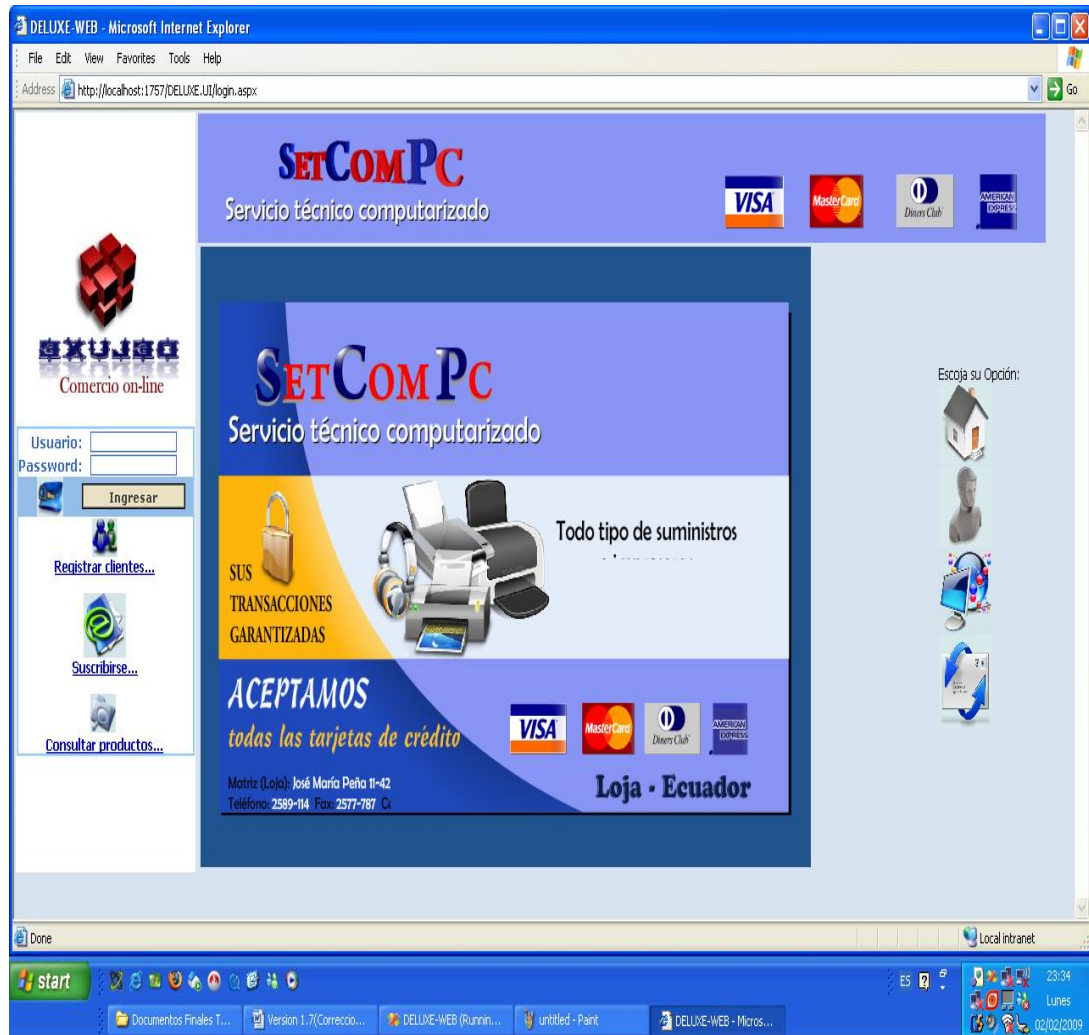 DELUXE-WEB - Microsoft Internet Explorer
File Edit View Favorites Tools Help
Address http://localhost:1757/DELUXE.UI/login.aspx Go
SETCOMPC
Servicio técnico computarizado
VISA MasterCard Diners Club AMERICAN EXPRESS
Comercio on-line
Usuario:
Password:
Ingresar
Registrar clientes...
Suscribirse...
Consultar productos...
SETCOM PC
Servicio técnico computarizado
SUS
TRANSACCIONES
GARANTIZADAS
Todo tipo de suministros
ACEPTAMOS
todas las tarjetas de crédito
VISA MasterCard Diners Club AMERICAN EXPRESS
Matriz (Loja): José María Peña 11-42
Teléfono: 2589-114 Fax: 2577-787
Loja - Ecuador
Escoja su Opción:
Done
Local intranet
start
ES
23:34
Lunes
02/02/2009
Documentos Finales T...
Version 1.7(Correccio...
DELUXE-WEB (Runnin...
untitled - Paint
DELUXE-WEB - Micros...